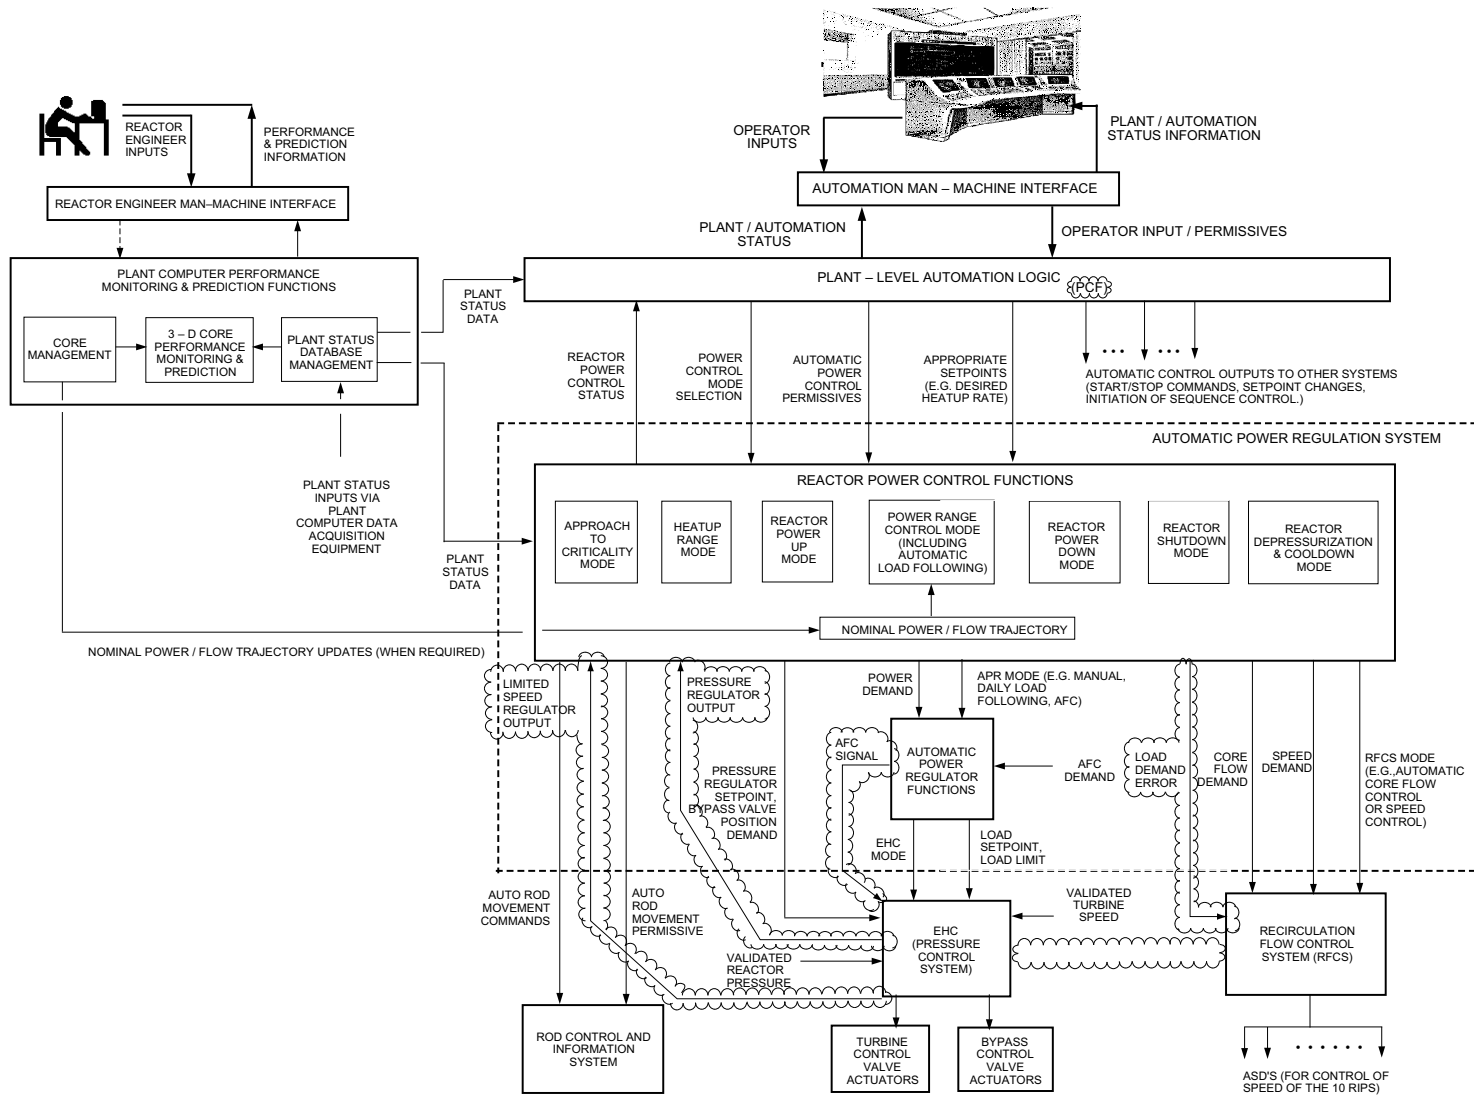 REACTOR
ENGINEER
INPUTS
PERFORMANCE
& PREDICTION
INFORMATION
OPERATOR
INPUTS
PLANT / AUTOMATION
STATUS INFORMATION
REACTOR ENGINEER MAN–MACHINE INTERFACE
AUTOMATION MAN – MACHINE INTERFACE
PLANT / AUTOMATION
STATUS
OPERATOR INPUT / PERMISSIVES
PLANT COMPUTER PERFORMANCE
MONITORING & PREDICTION FUNCTIONS
CORE
MANAGEMENT
3 – D CORE
PERFORMANCE
MONITORING &
PREDICTION
PLANT STATUS
DATABASE
MANAGEMENT
PLANT
STATUS
DATA
PLANT – LEVEL AUTOMATION LOGIC
(PCF)
REACTOR
POWER
CONTROL
STATUS
POWER
CONTROL
MODE
SELECTION
AUTOMATIC
POWER
CONTROL
PERMISSIVES
APPROPRIATE
SETPOINTS
(E.G. DESIRED
HEATUP RATE)
AUTOMATIC CONTROL OUTPUTS TO OTHER SYSTEMS
(START/STOP COMMANDS, SETPOINT CHANGES,
INITIATION OF SEQUENCE CONTROL.)
AUTOMATIC POWER REGULATION SYSTEM
PLANT STATUS
INPUTS VIA
PLANT
COMPUTER DATA
ACQUISITION
EQUIPMENT
PLANT
STATUS
DATA
REACTOR POWER CONTROL FUNCTIONS
APPROACH
TO
CRITICALITY
MODE
HEATUP
RANGE
MODE
REACTOR
POWER
UP
MODE
POWER RANGE
CONTROL MODE
(INCLUDING
AUTOMATIC
LOAD FOLLOWING)
REACTOR
POWER
DOWN
MODE
REACTOR
SHUTDOWN
MODE
REACTOR
DEPRESSURIZATION
& COOLDOWN
MODE
NOMINAL POWER / FLOW TRAJECTORY
NOMINAL POWER / FLOW TRAJECTORY UPDATES (WHEN REQUIRED)
LIMITED
SPEED
REGULATOR
OUTPUT
PRESSURE
REGULATOR
OUTPUT
POWER
DEMAND
APR MODE (E.G. MANUAL,
DAILY LOAD
FOLLOWING, AFC)
AFC
SIGNAL
AUTOMATIC
POWER
REGULATOR
FUNCTIONS
AFC
DEMAND
LOAD
DEMAND
ERROR
CORE
FLOW
DEMAND
SPEED
DEMAND
RFCS MODE
(E.G.,AUTOMATIC
CORE FLOW
CONTROL
OR SPEED
CONTROL)
PRESSURE
REGULATOR
SETPOINT,
BYPASS VALVE
POSITION
DEMAND
EHC
MODE
LOAD
SETPOINT,
LOAD LIMIT
AUTO ROD
MOVEMENT
COMMANDS
AUTO
ROD
MOVEMENT
PERMISSIVE
VALIDATED
TURBINE
SPEED
EHC
(PRESSURE
CONTROL
SYSTEM)
RECIRCULATION
FLOW CONTROL
SYSTEM (RFCS)
VALIDATED
REACTOR
PRESSURE
ROD CONTROL AND
INFORMATION
SYSTEM
TURBINE
CONTROL
VALVE
ACTUATORS
BYPASS
CONTROL
VALVE
ACTUATORS
ASD'S (FOR CONTROL OF
SPEED OF THE 10 RIPS)